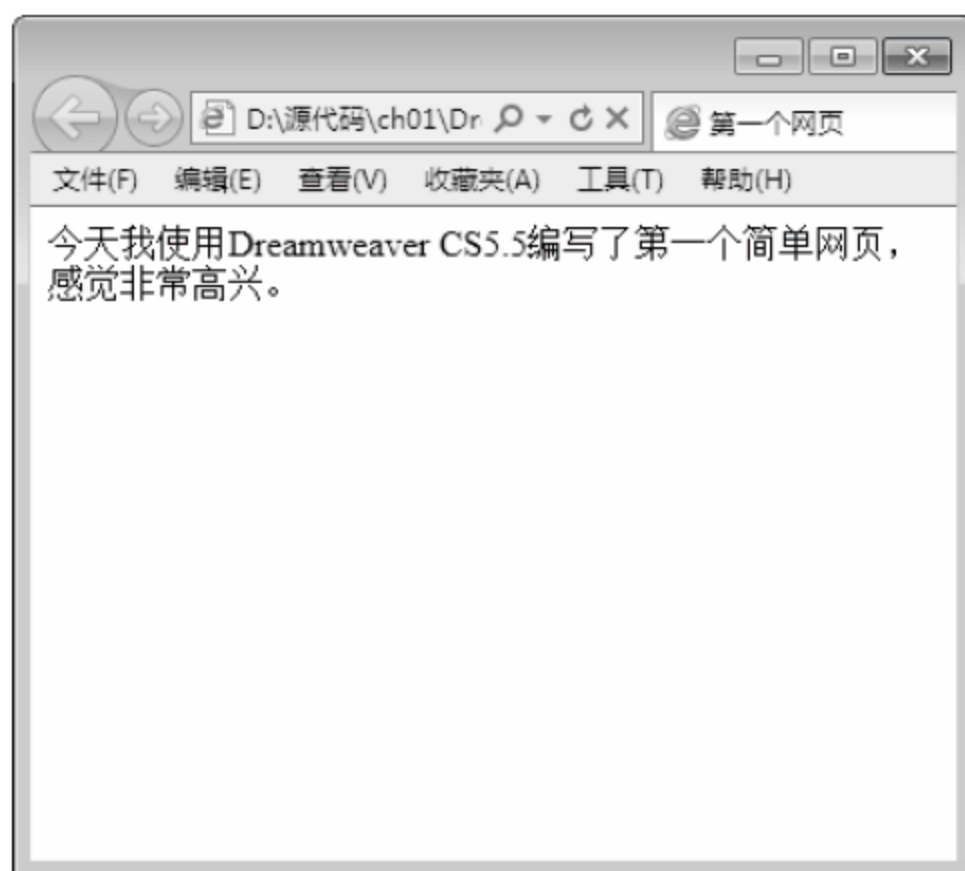 D:\源代码\ch01\Dr
第一个网页
文件(F) 编辑(E) 查看(V) 收藏夹(A) 工具(T) 帮助(H)
今天我使用Dreamweaver CS5.5编写了第一个简单网页，
感觉非常高兴。